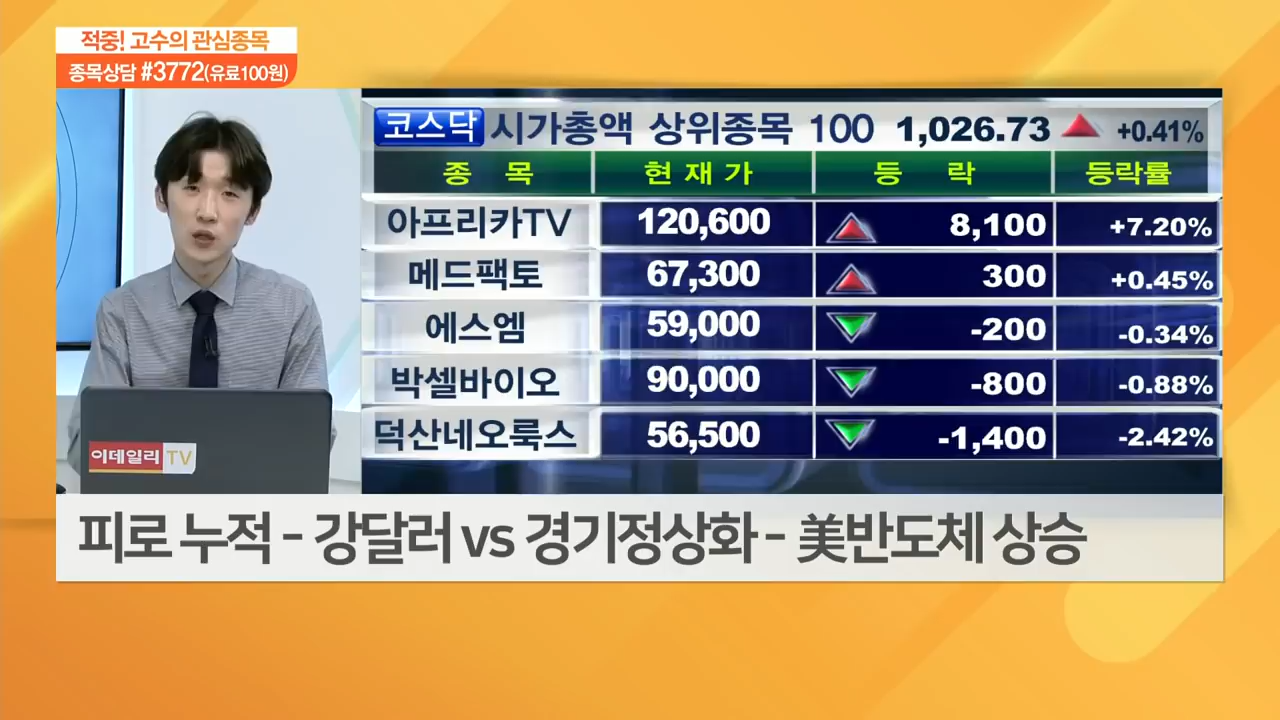 적중! 고수의 관심종목
종목상담 #3772(유료100원)
코스닥 시가총액 상위종목 100 1,026.73 +0.41%
종 목 현 재 가 등 락 등락률
아프리카TV 120,600 8,100 +7.20%
메드팩토 67,300 300 +0.45%
에스엠 59,000 -200 -0.34%
박셀바이오 90,000 -800 -0.88%
덕산네오룩스 56,500 -1,400 -2.42%
이데일리TV
피로 누적 - 강달러 vs 경기정상화 - 美반도체 상승